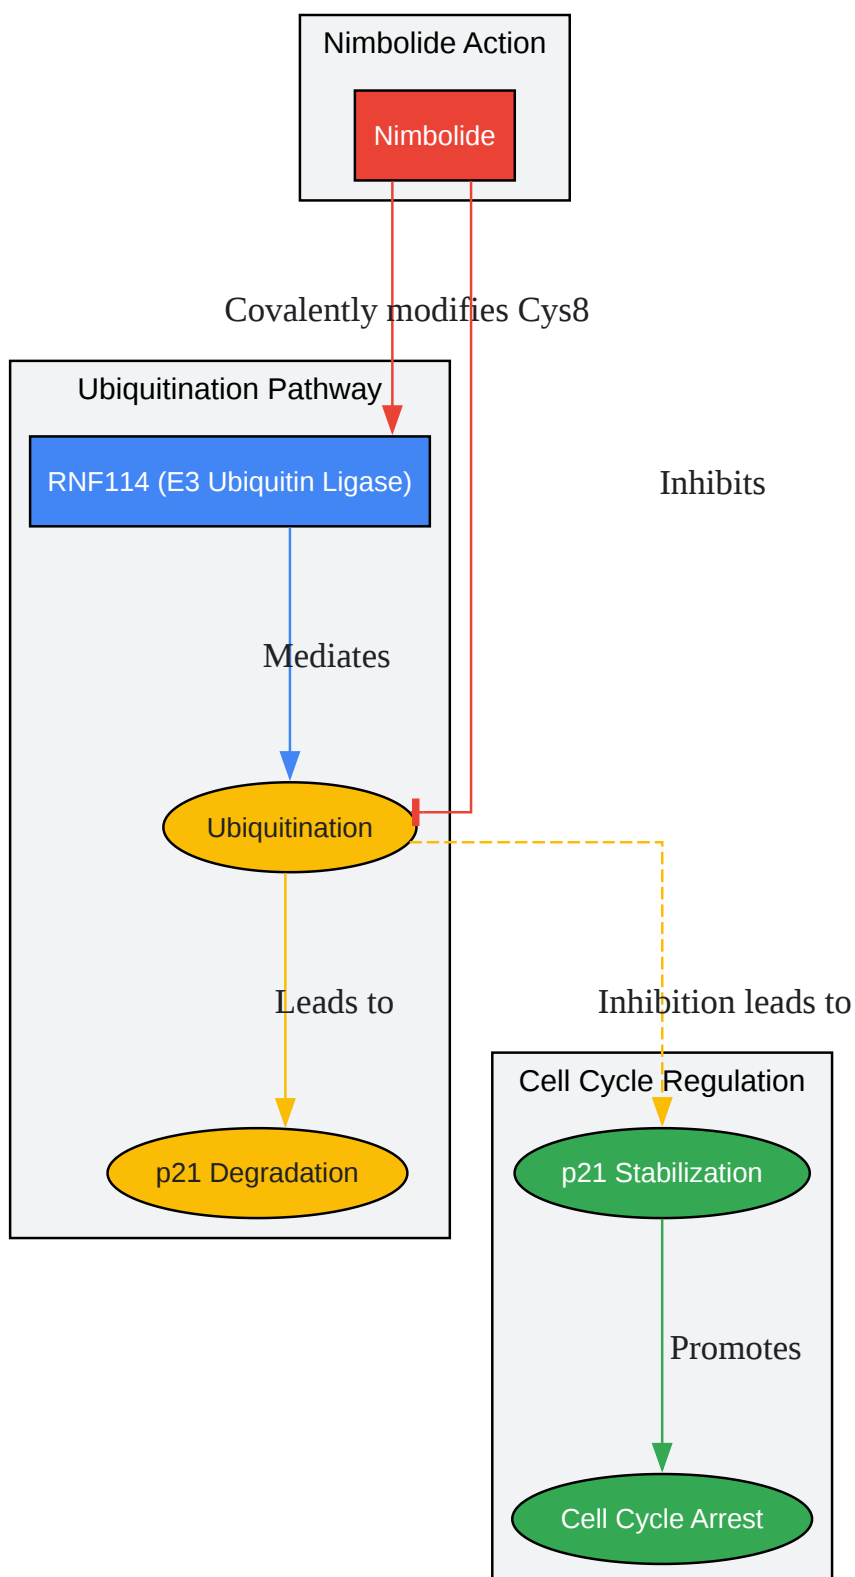 Nimbolide Action
Nimbolide
Covalently modifies Cys8
Ubiquitination Pathway
RNF114 (E3 Ubiquitin Ligase)
Inhibits
Mediates
Ubiquitination
Leads to
Inhibition leads to
Cell Cycle Regulation
p21 Degradation
p21 Stabilization
Promotes
Cell Cycle Arrest